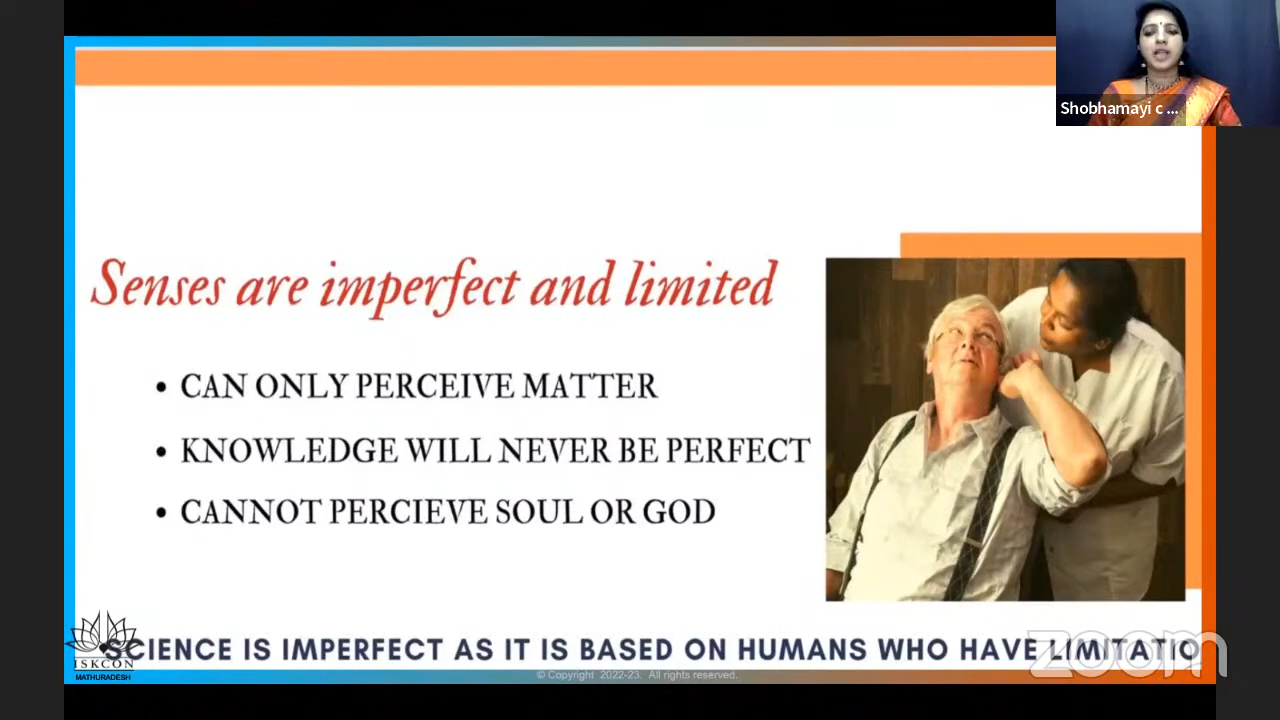 Shobhamayi c ...
Senses are imperfect and limited
• CAN ONLY PERCEIVE MATTER
• KNOWLEDGE WILL NEVER BE PERFECT
• CANNOT PERCIEVE SOUL OR GOD
SCIENCE IS IMPERFECT AS IT IS BASED ON HUMANS WHO HAVE LIMITATIO
ISKCON
MATHURADESH
© Copyright 2022-23. All rights reserved.
zoom